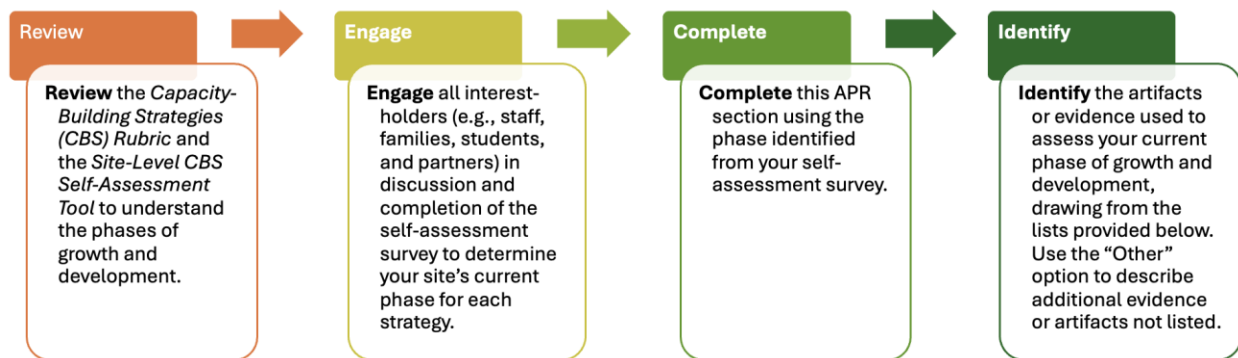 Review
Review the Capacity-
Building Strategies
(CBS) Rubric and
the Site-Level CBS
Self-Assessment
Tool to understand
the phases of
growth and
development.
Engage
Engage all interest-
holders (e.g., staff,
families, students,
and partners) in
discussion and
completion of the
self-assessment
survey to determine
your site's current
phase for each
strategy.
Complete
Complete this APR
section using the
phase identified
from your self-
assessment survey.
Identify
Identify the artifacts
or evidence used to
assess your current
phase of growth and
development,
drawing from the
lists provided below.
Use the “Other”
option to describe
additional evidence
or artifacts not listed.